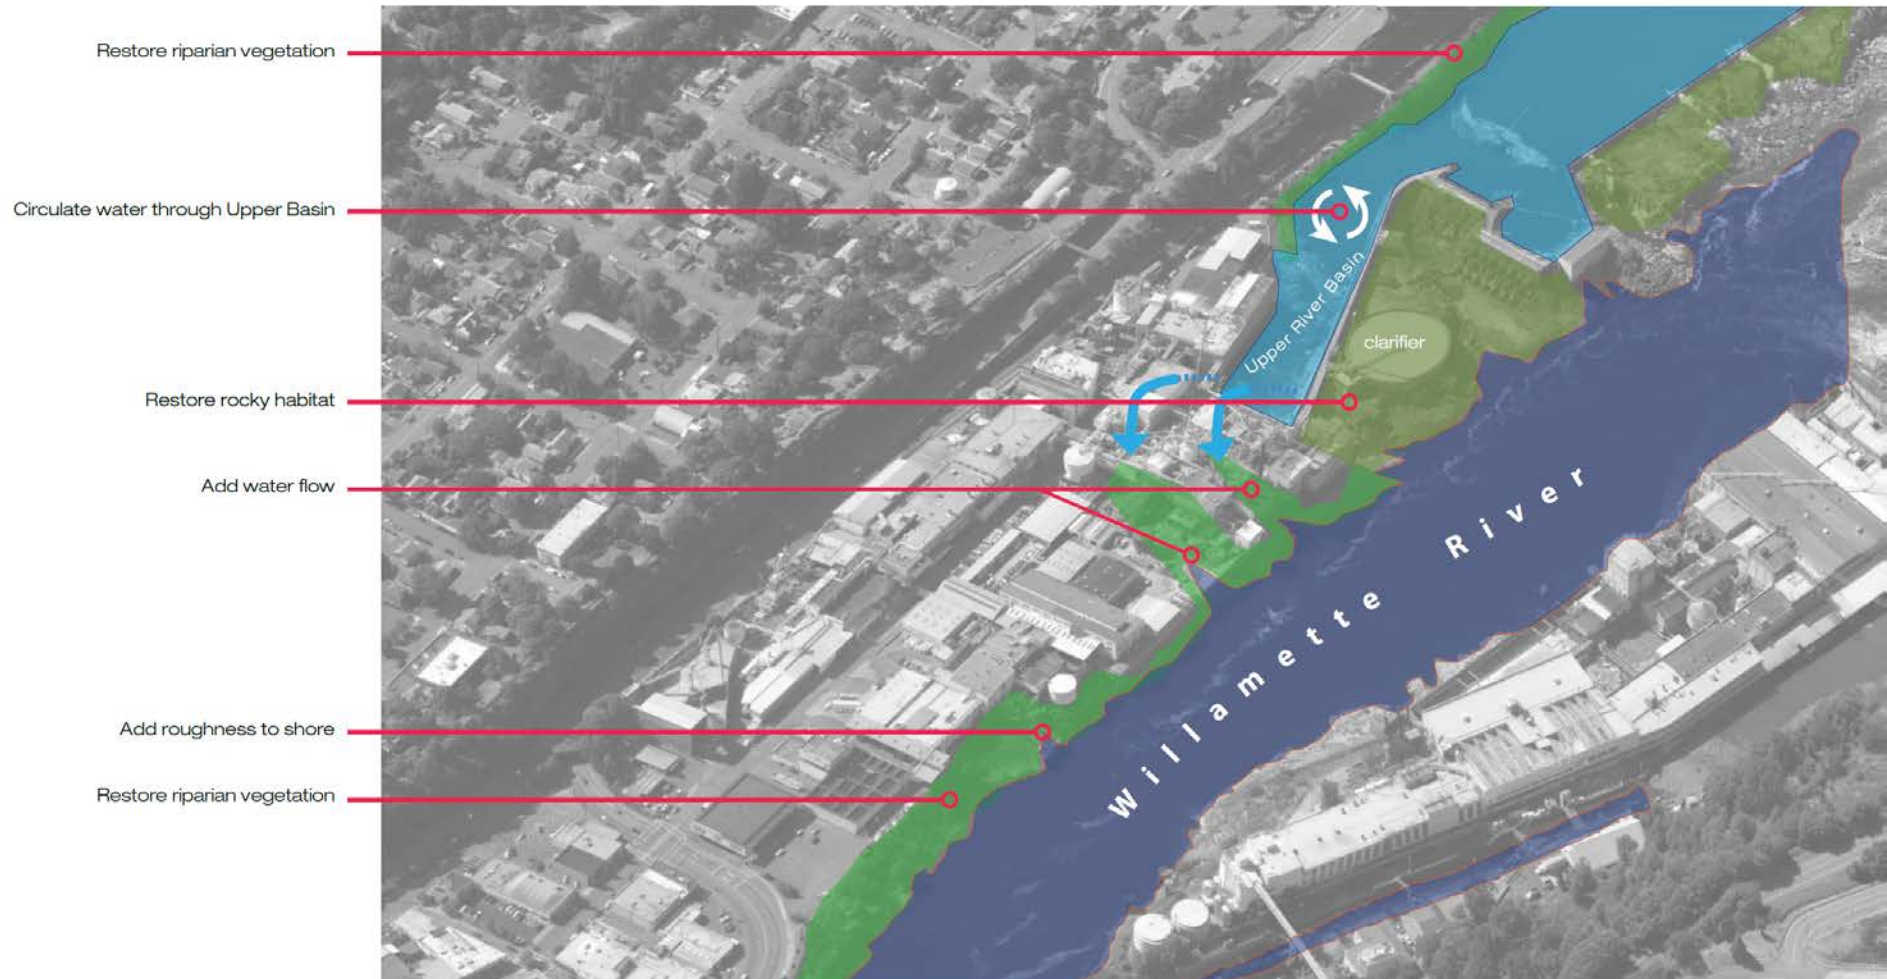 Restore riparian vegetation
Circulate water through Upper Basin
Upper River Basin
clarifier
Restore rocky habitat
Add water flow
Willamette River
Add roughness to shore
Restore riparian vegetation